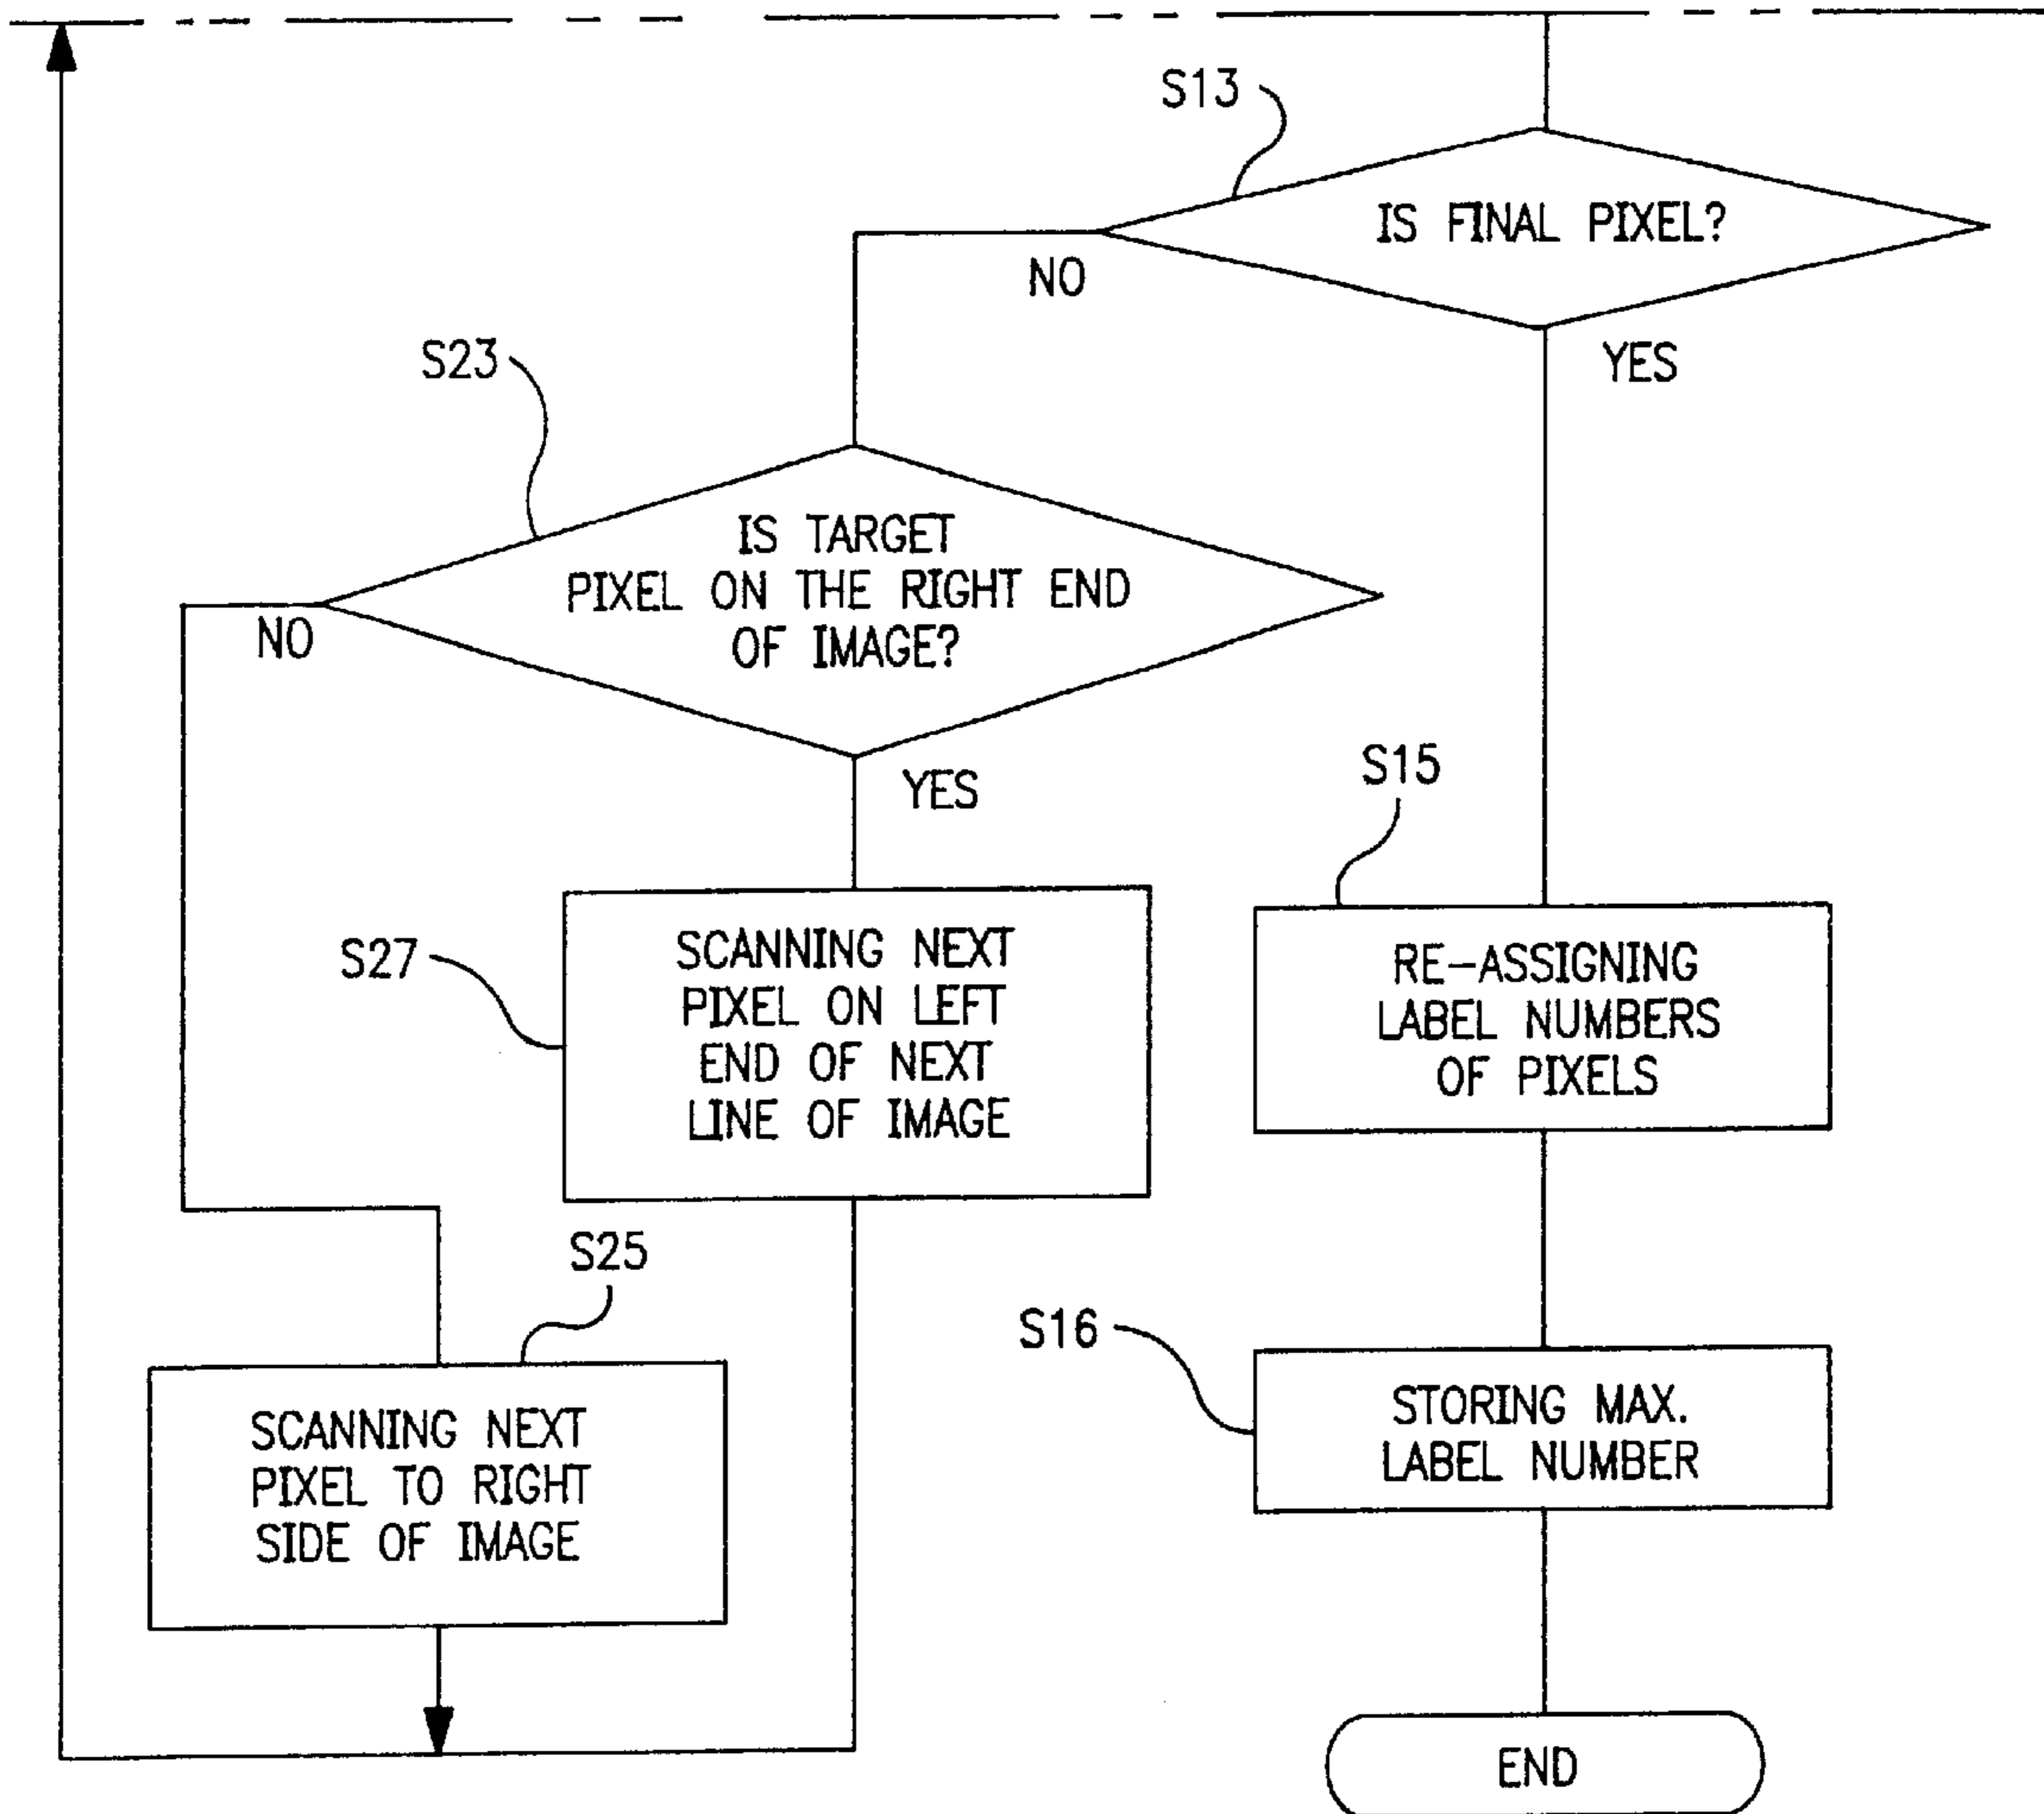 S13
IS FINAL PIXEL?
NO
YES
S23
IS TARGET
PIXEL ON THE RIGHT END
OF IMAGE?
NO
YES
S15
S27
SCANNING NEXT
PIXEL ON LEFT
END OF NEXT
LINE OF IMAGE
RE-ASSIGNING
LABEL NUMBERS
OF PIXELS
S25
SCANNING NEXT
PIXEL TO RIGHT
SIDE OF IMAGE
S16
STORING MAX.
LABEL NUMBER
END